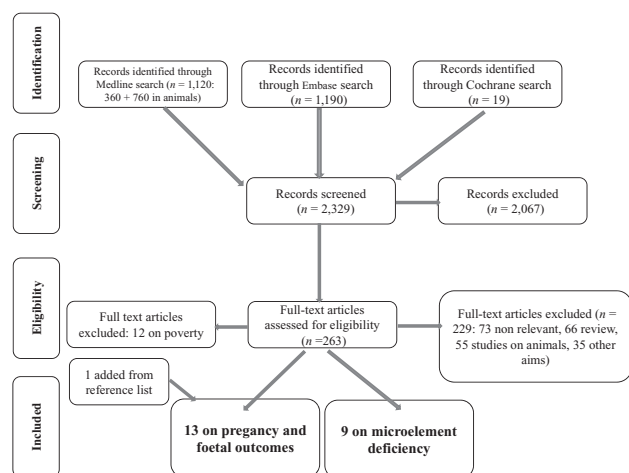 Identification
Records identified through
Medline search (n = 1,120:
360 + 760 in animals)
Records identified
through Embase search
(n = 1,190)
Records identified
through Cochrane search
(n = 19)
Screening
Records screened
(n = 2,329)
Records excluded
(n = 2,067)
Eligibility
Full text articles
excluded: 12 on poverty
Full-text articles
assessed for eligibility
(n =263)
Full-text articles excluded (n =
229: 73 non relevant, 66 review,
55 studies on animals, 35 other
aims)
Included
1 added from
reference list
13 on pregancy and
foetal outcomes
9 on microelement
deficiency